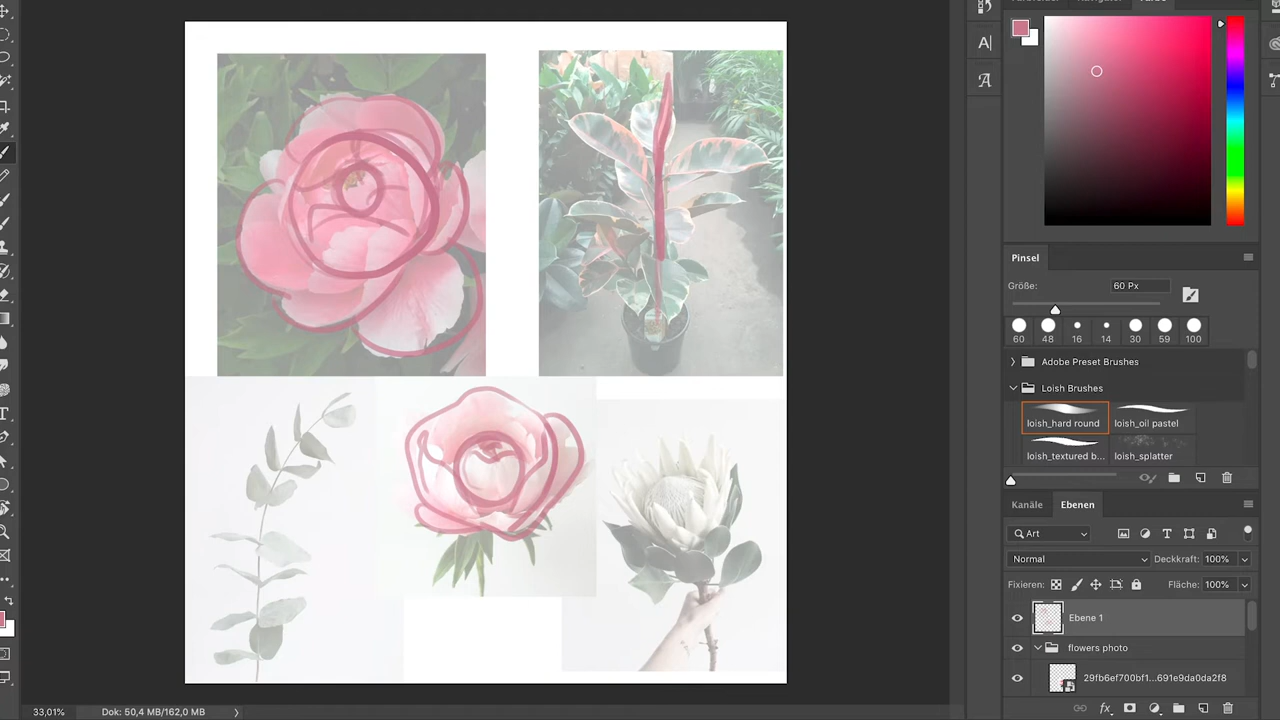 Pinsel
Größe:
60 Px
60 48 16 14 30 59 100
Adobe Preset Brushes
Loish Brushes
loish_hard round
loish_oil pastel
loish_textured b...
loish_splatter
Kanäle
Ebenen
Art
Normal
Deckkraft: 100%
Fixieren:
Fläche: 100%
Ebene 1
flowers photo
29fb6ef700bf1...691e9da0da2f8
33,01%
Dok: 50,4 MB/162,0 MB